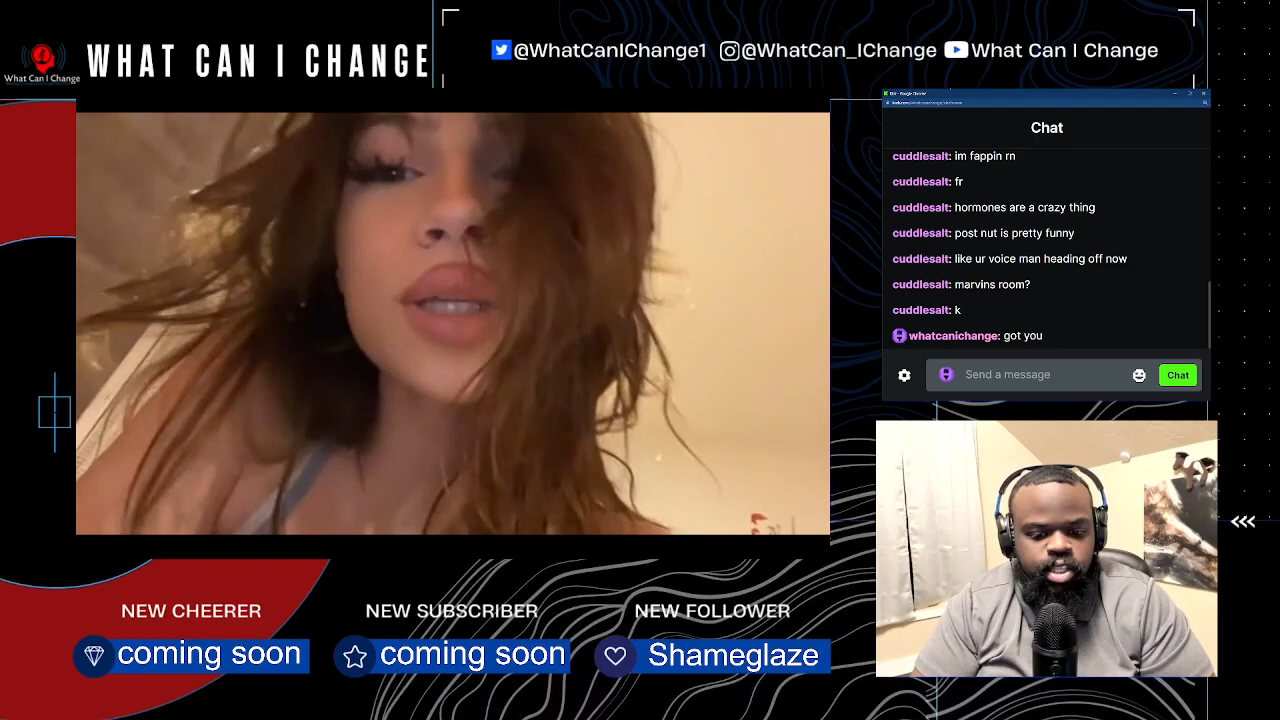 What Can I Change
WHAT CAN I CHANGE
@WhatCanIChange1
@WhatCan_IChange
What Can I Change
Chat
cuddlesalt: im fappin rn
cuddlesalt: fr
cuddlesalt: hormones are a crazy thing
cuddlesalt: post nut is pretty funny
cuddlesalt: like ur voice man heading off now
cuddlesalt: marvins room?
cuddlesalt: k
whatcanichange: got you
Send a message
Chat
NEW CHEERER
coming soon
NEW SUBSCRIBER
coming soon
NEW FOLLOWER
Shameglaze